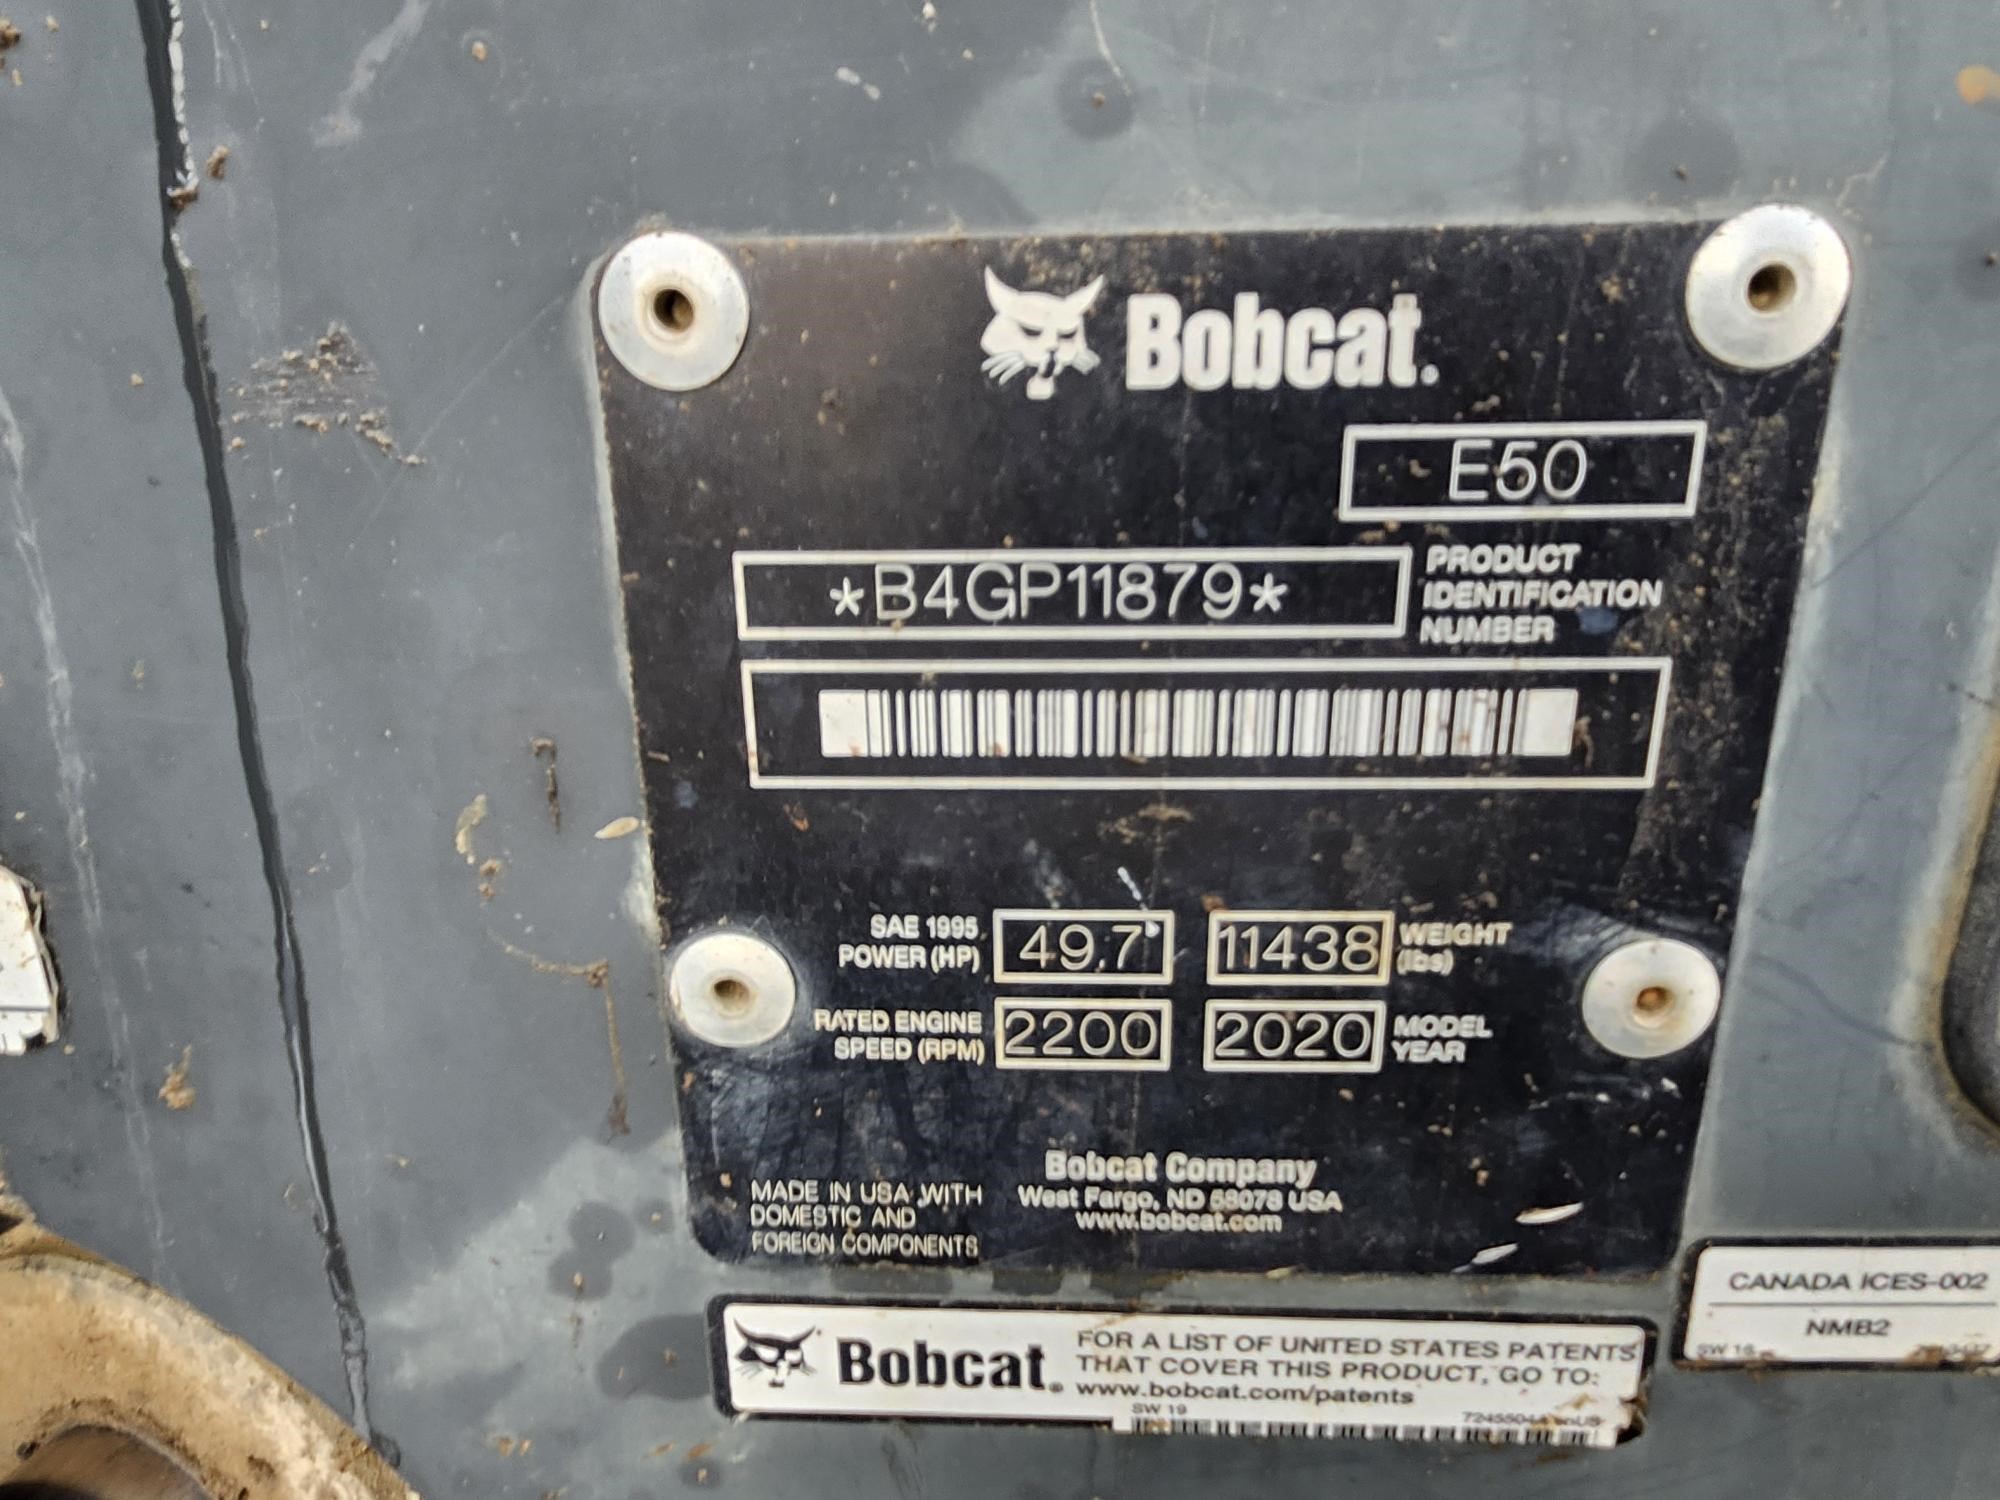 Bobcat.
E50
*B4GP11879*
PRODUCT
IDENTIFICATION
NUMBER
SAE 1995
POWER (HP)
49.7
11438
WEIGHT
(lbs)
RATED ENGINE
SPEED (RPM)
2200
2020
MODEL
YEAR
MADE IN USA WITH
DOMESTIC AND
FOREIGN COMPONENTS
Bobcat Company
West Fargo, ND 58078 USA
www.bobcat.com
CANADA ICES-002
NMB2
SW 16
Bobcat®
FOR A LIST OF UNITED STATES PATENTS
THAT COVER THIS PRODUCT, GO TO:
www.bobcat.com/patents
SW 19